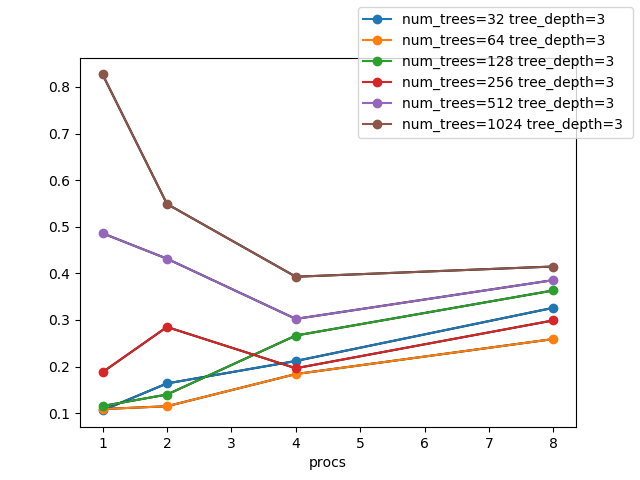 num_trees=32 tree_depth=3
num_trees=64 tree_depth=3
num_trees=128 tree_depth=3
num_trees=256 tree_depth=3
num_trees=512 tree_depth=3
num_trees=1024 tree_depth=3
0.8
0.7
0.6
0.5
0.4
0.3
0.2
0.1
1 2 3 4 5 6 7 8
procs